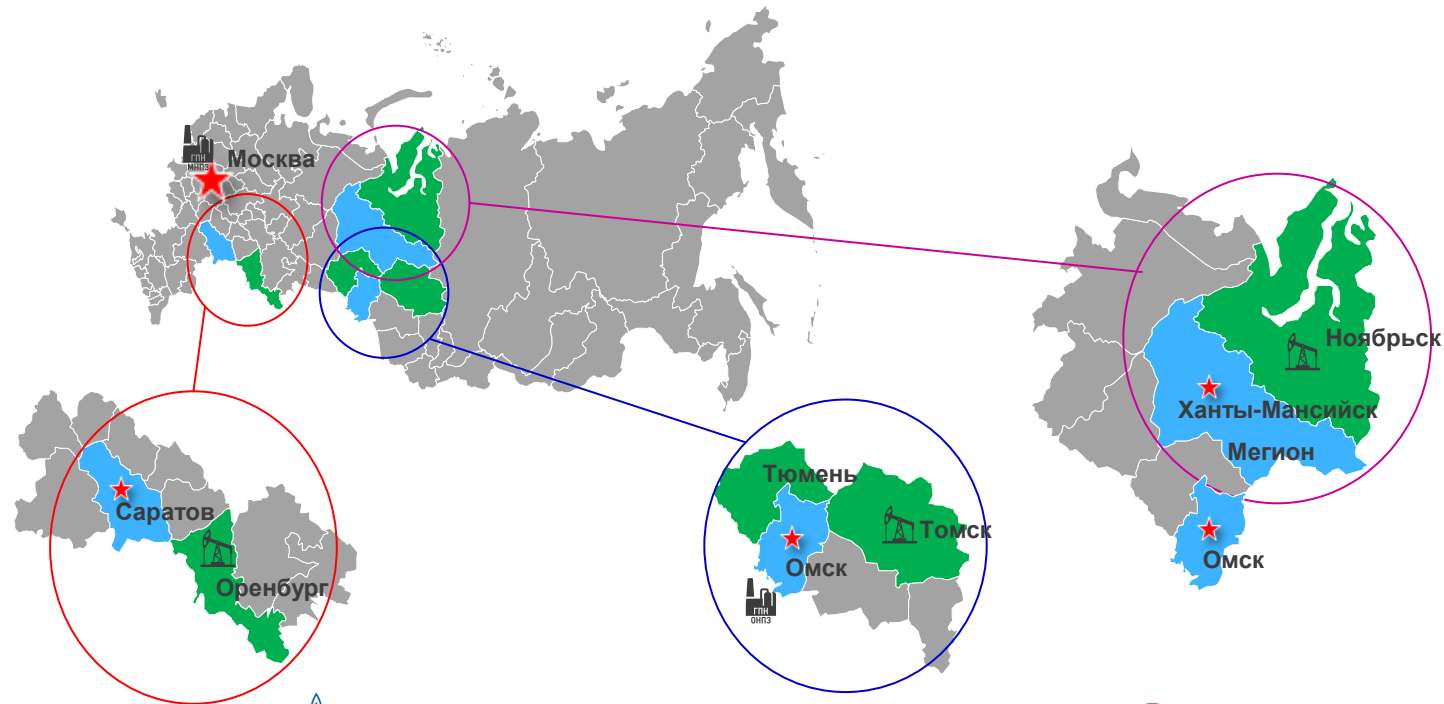 ГПН
МНПЗ
Москва
Ноябрьск
Ханты-Мансийск
Мегион
Омск
Тюмень
Томск
Омск
ГПН
ОНПЗ
Саратов
Оренбург